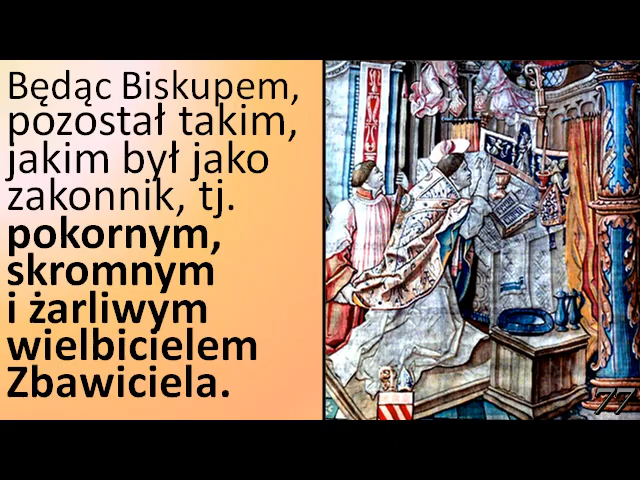 Będąc Biskupem,
pozostał takim,
jakim był jako
zakonnik, tj.
pokornym,
skromnym
i żarliwym
wielbicielem
Zbawiciela.
77